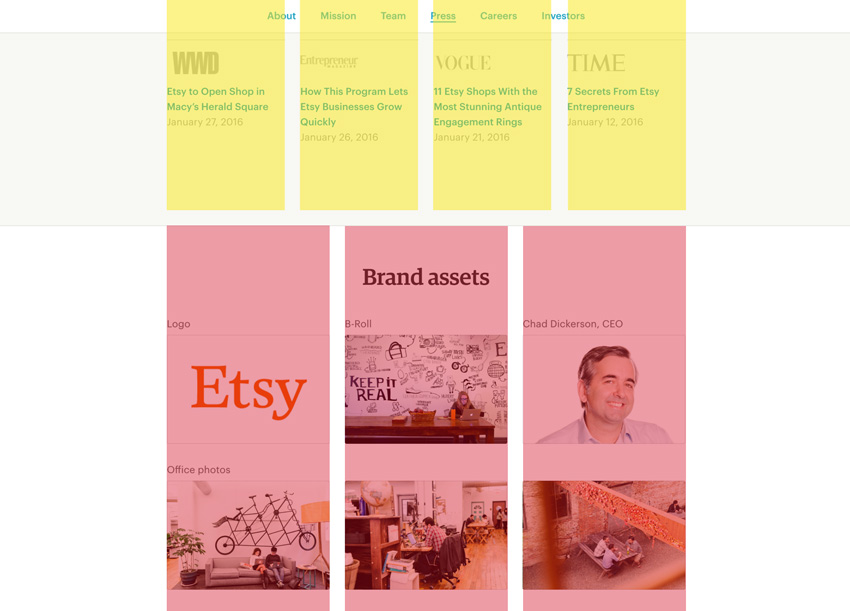 About Mission Team Press Careers Investors
WWD
Entrepreneur
MAGAZINE
VOGUE
TIME
Etsy to Open Shop in
Macy's Herald Square
January 27, 2016
How This Program Lets
Etsy Businesses Grow
Quickly
January 26, 2016
11 Etsy Shops With the
Most Stunning Antique
Engagement Rings
January 21, 2016
7 Secrets From Etsy
Entrepreneurs
January 12, 2016
Brand assets
Logo
B-Roll
Chad Dickerson, CEO
Etsy
KEEP IT
REAL
Office photos